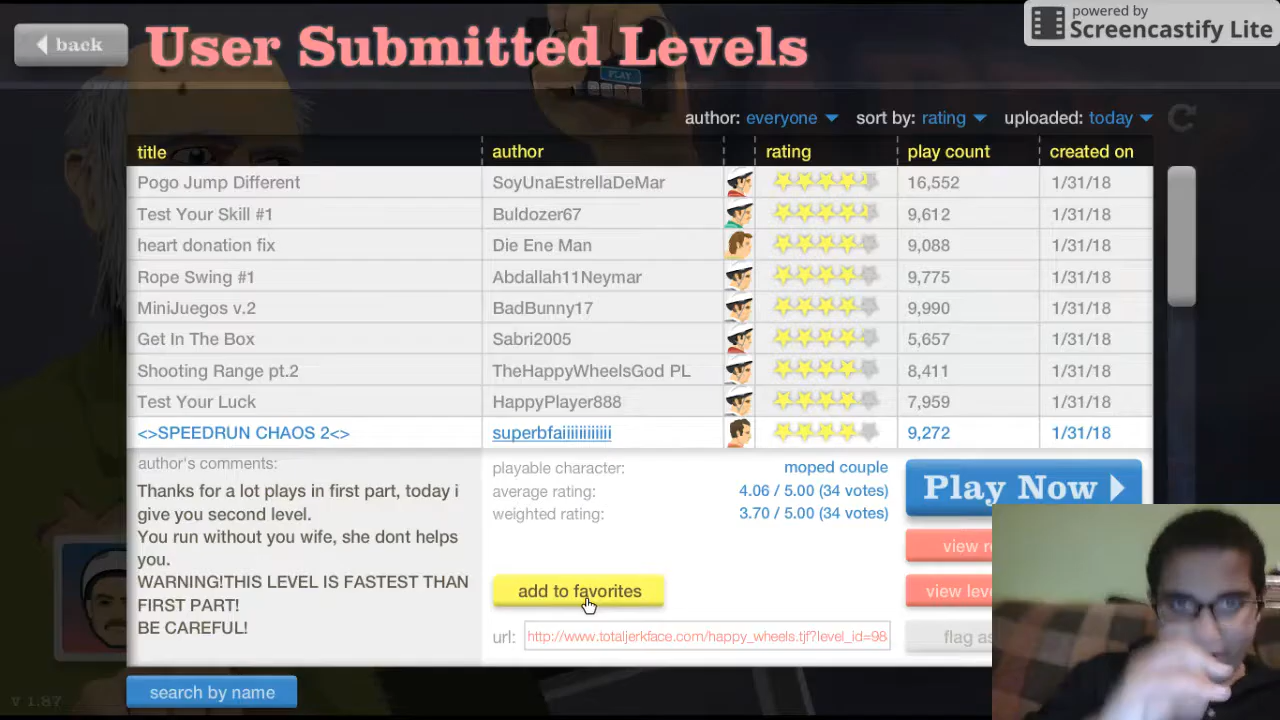 back
User Submitted Levels
powered by
Screencastify Lite
PLAY
author: everyone sort by: rating uploaded: today
title author rating play count created on
Pogo Jump Different SoyUnaEstrellaDeMar 16,552 1/31/18
Test Your Skill #1 Buldozer67 9,612 1/31/18
heart donation fix Die Ene Man 9,088 1/31/18
Rope Swing #1 Abdallah11Neymar 9,775 1/31/18
MiniJuegos v.2 BadBunny17 9,990 1/31/18
Get In The Box Sabri2005 5,657 1/31/18
Shooting Range pt.2 TheHappyWheelsGod PL 8,411 1/31/18
Test Your Luck HappyPlayer888 7,959 1/31/18
<>SPEEDRUN CHAOS 2<> superbfaiiiiiiiiiiii 9,272 1/31/18
author's comments:
Thanks for a lot plays in first part, today i
give you second level.
You run without you wife, she dont helps
you.
WARNING!THIS LEVEL IS FASTEST THAN
FIRST PART!
BE CAREFUL!
playable character: moped couple
average rating: 4.06 / 5.00 (34 votes)
weighted rating: 3.70 / 5.00 (34 votes)
add to favorites
url: http://www.totaljerkface.com/happy_wheels.tjf?level_id=98
Play Now
view
view
flag
search by name
v 1.87